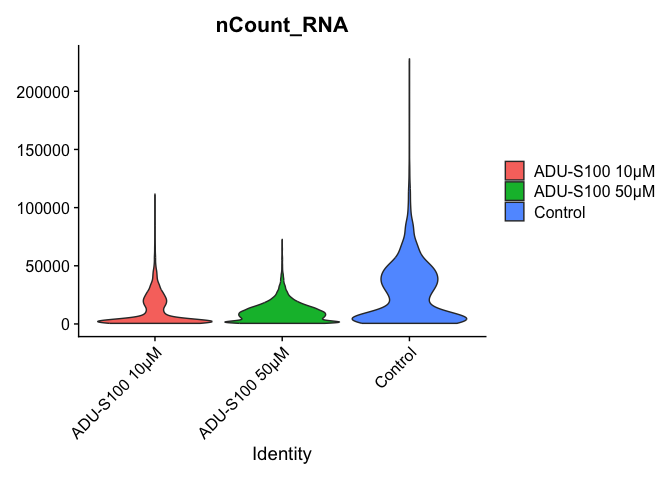 nCount_RNA
200000
150000
100000
50000
0
ADU-S100 10µM
ADU-S100 50µM
Control
Identity
ADU-S100 10µM
ADU-S100 50µM
Control